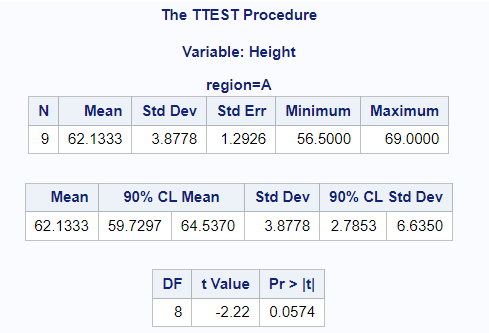 The TTEST Procedure
Variable: Height
region=A
N Mean Std Dev Std Err Minimum Maximum
9 62.1333 3.8778 1.2926 56.5000 69.0000
Mean 90% CL Mean Std Dev 90% CL Std Dev
62.1333 59.7297 64.5370 3.8778 2.7853 6.6350
DF t Value Pr > |t|
8 -2.22 0.0574